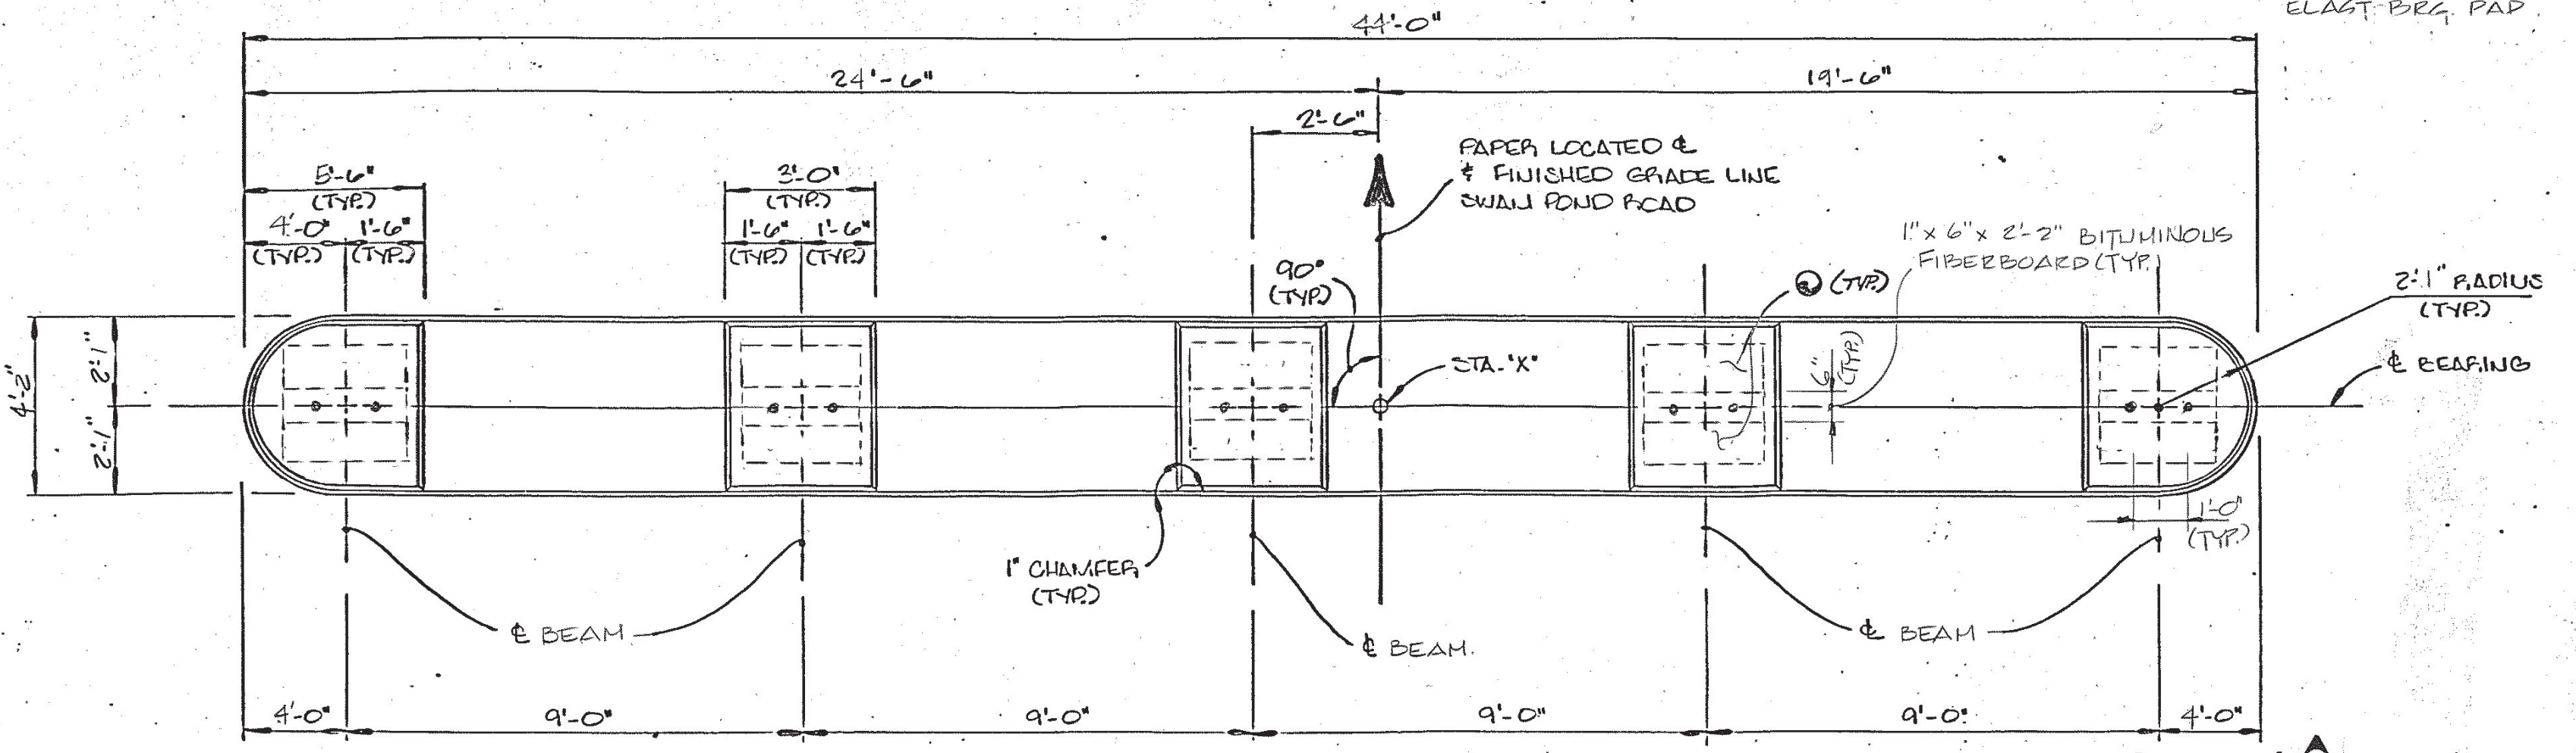 ELAST. BRG. PAD
44'-0"
24'-6"
19'-6"
2'-6"
PAPER LOCATED ℄
& FINISHED GRADE LINE
SWAN POND ROAD
5'-6"
(TYP.)
3'-0"
(TYP.)
4'-0"
(TYP.)
1'-6"
(TYP.)
1'-6"
(TYP.)
1'-6"
(TYP.)
90°
(TYP.)
(TYP.)
1" x 6" x 2'-2" BITUMINOUS
FIBERBOARD (TYP.)
2'-1" RADIUS
(TYP.)
4'-2"
2'-1"
2'-1"
STA. "X"
6"
(TYP.)
℄ BEARING
1'-0"
(TYP.)
1" CHAMFER
(TYP.)
℄ BEAM
℄ BEAM.
℄ BEAM
4'-0"
9'-0"
9'-0"
9'-0"
9'-0"
4'-0"